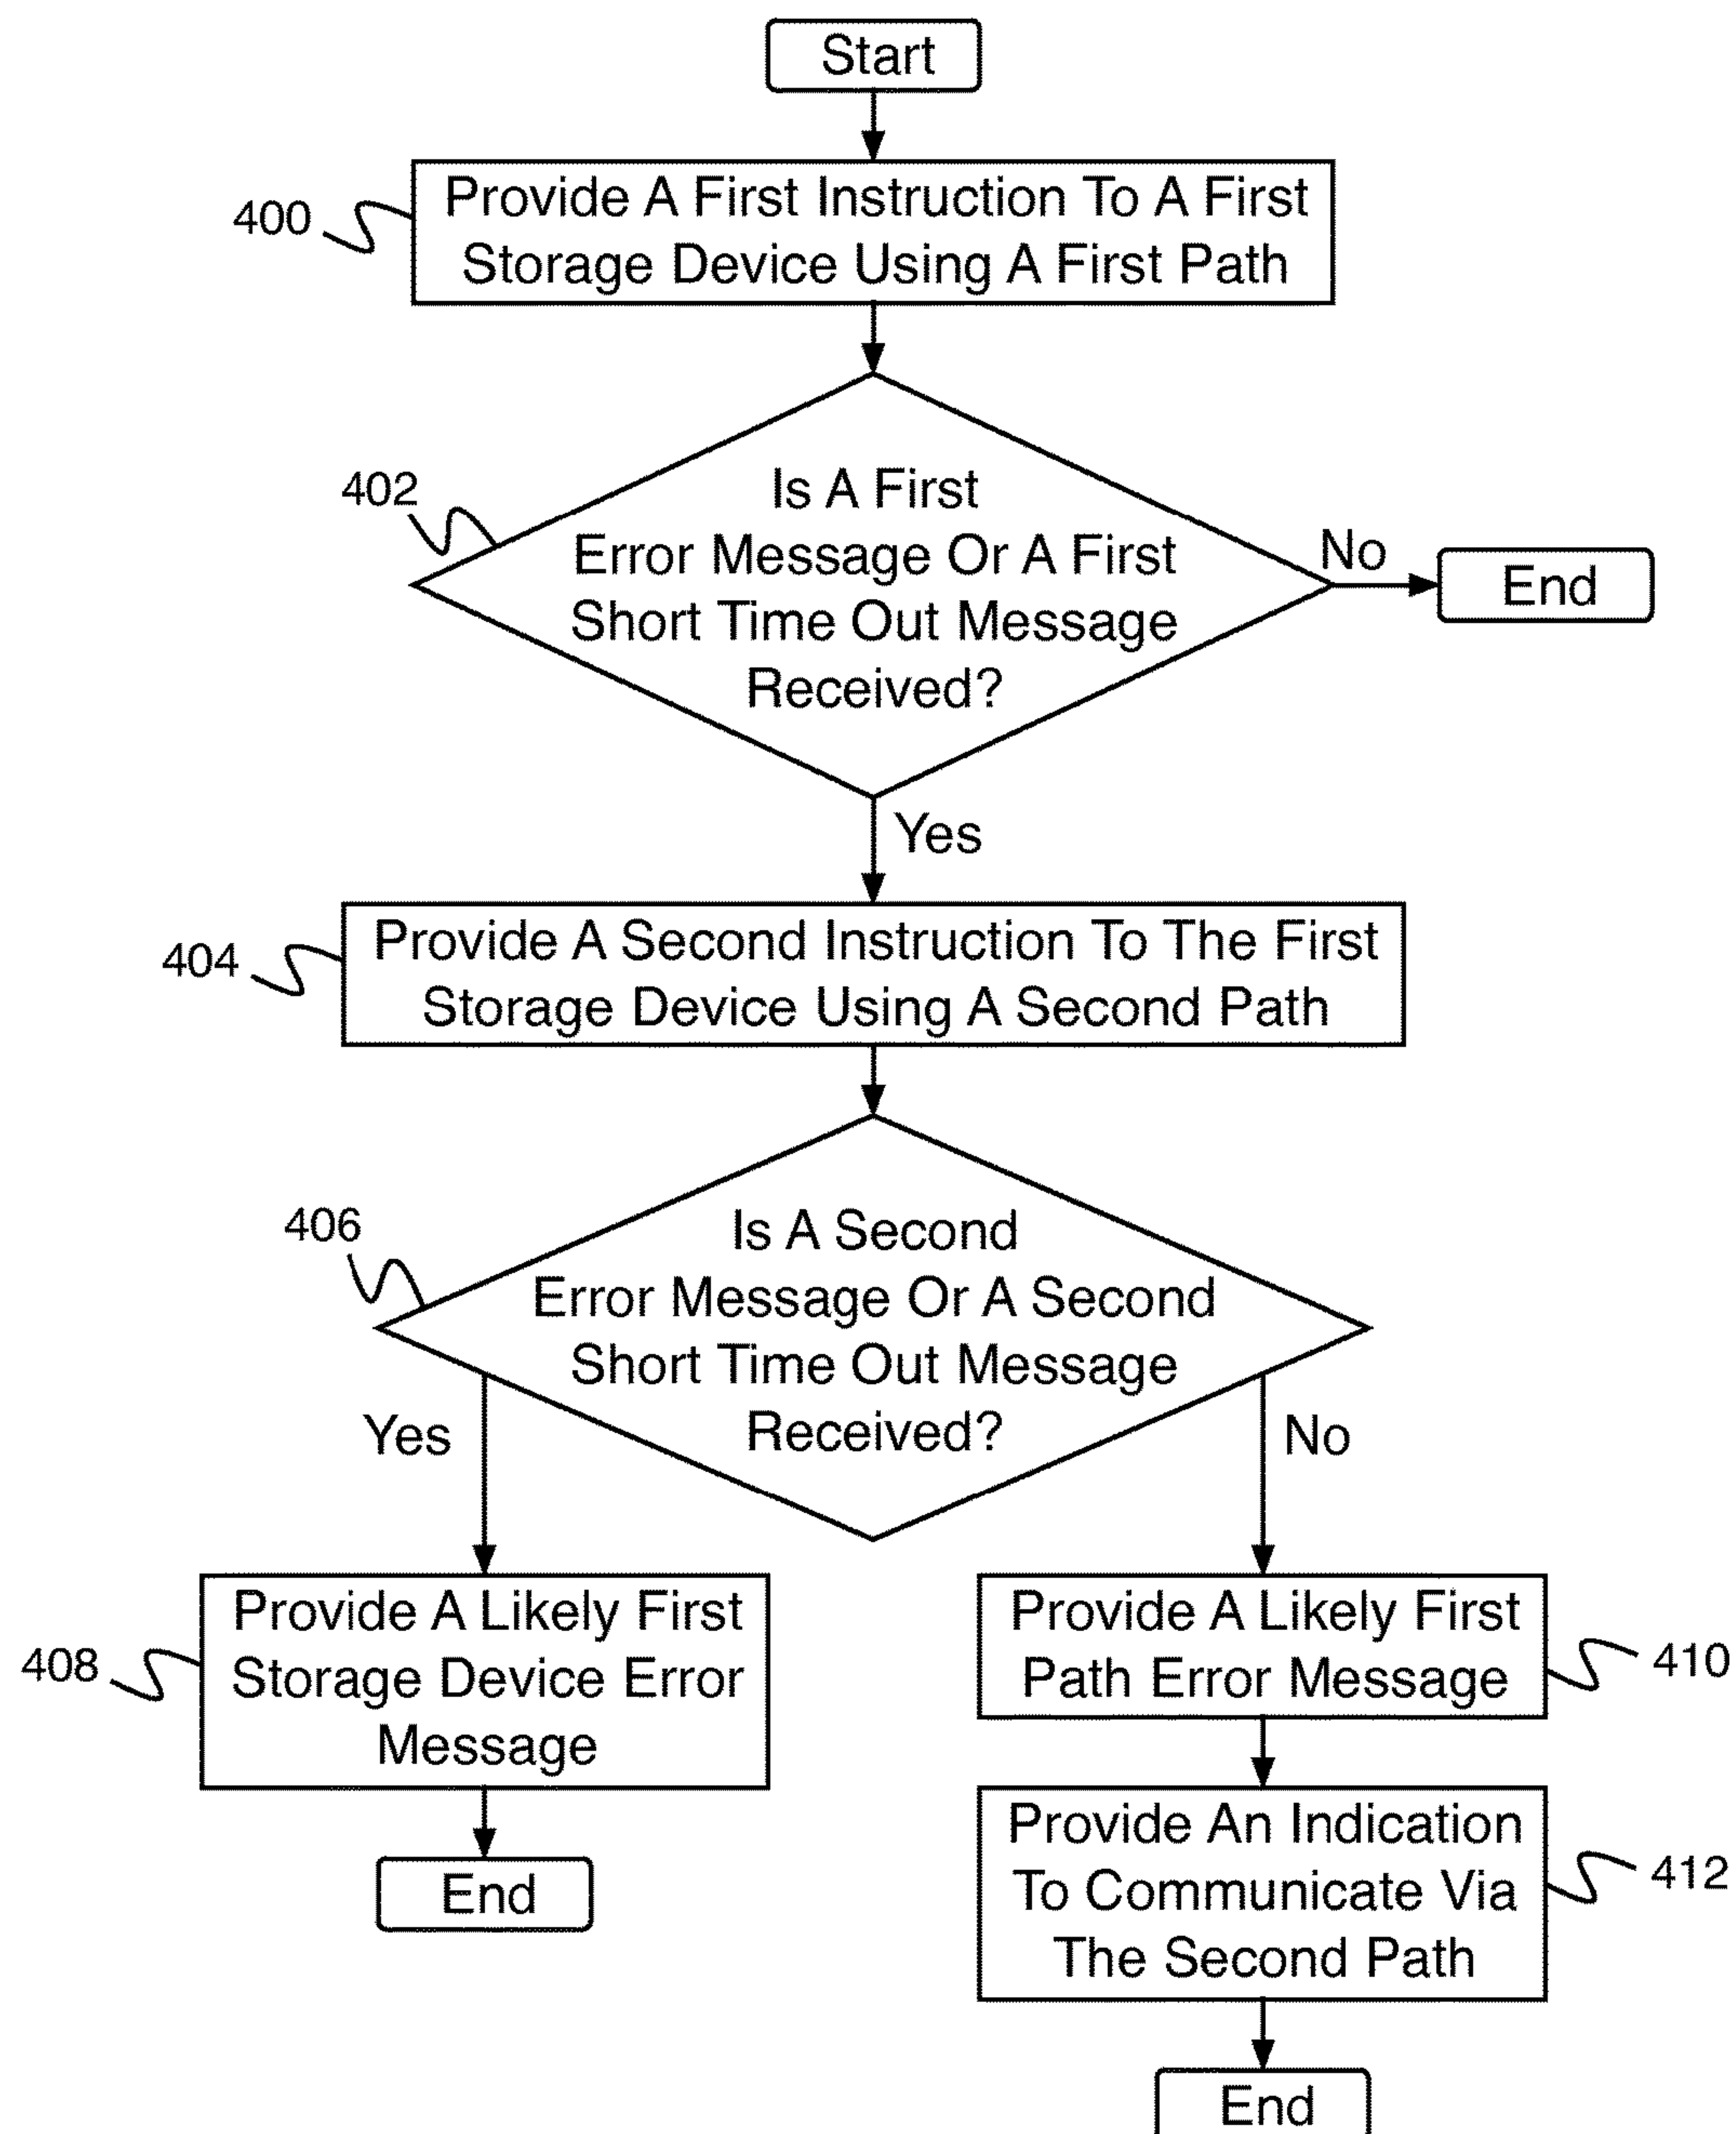 Start
400
Provide A First Instruction To A First
Storage Device Using A First Path
402
Is A First
Error Message Or A First
Short Time Out Message
Received?
No
End
Yes
404
Provide A Second Instruction To The First
Storage Device Using A Second Path
406
Is A Second
Error Message Or A Second
Short Time Out Message
Received?
Yes
No
408
Provide A Likely First
Storage Device Error
Message
End
Provide A Likely First
Path Error Message
410
Provide An Indication
To Communicate Via
The Second Path
412
End